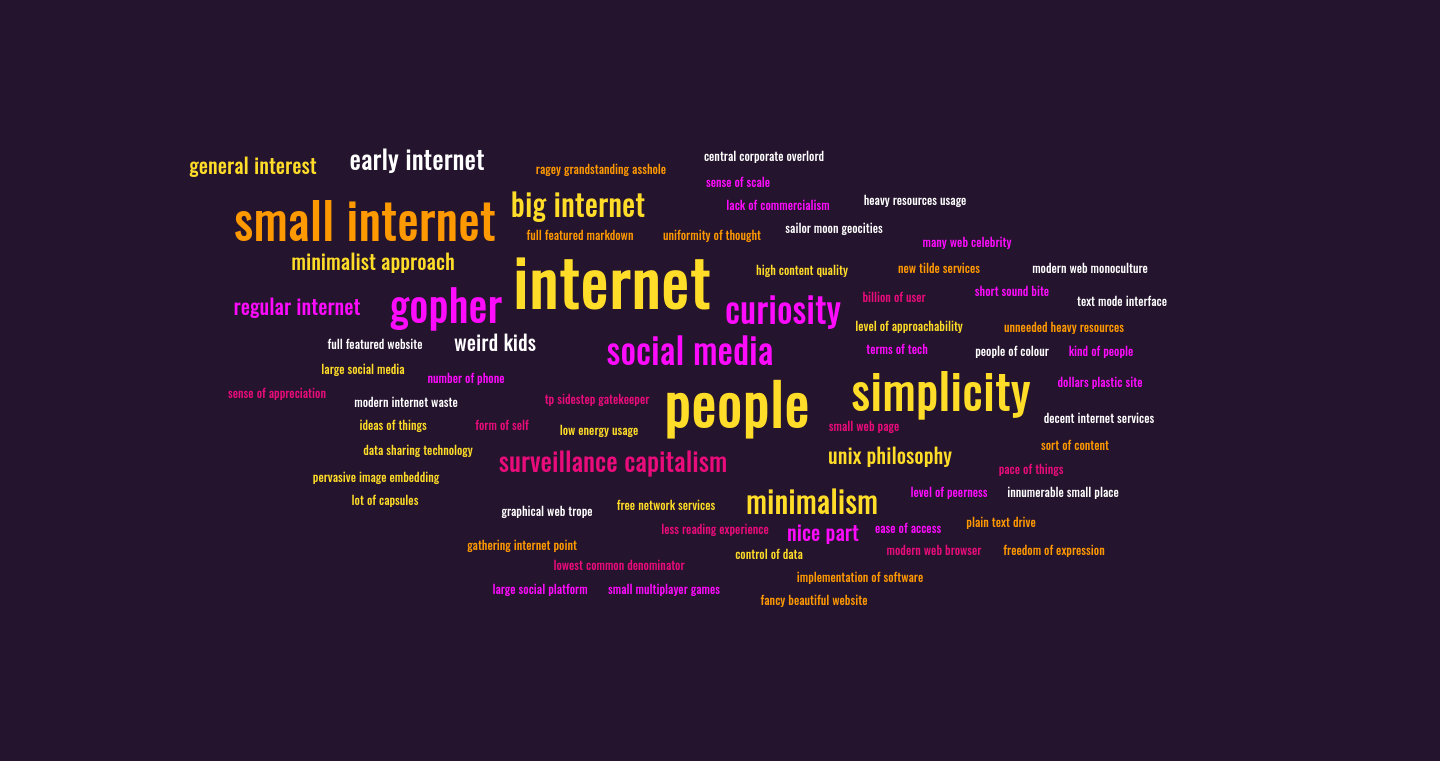 central corporate overlord
early internet
general interest
ragey grandstanding asshole
sense of scale
heavy resources usage
big internet
lack of commercialism
small internet
sailor moon geocities
full featured markdown
uniformity of thought
many web celebrity
minimalist approach
high content quality
new tilde services
modern web monoculture
internet
short sound bite
billion of user
text mode interface
regular internet
gopher
curiosity
level of approachability
unneeded heavy resources
full featured website
weird kids
social media
terms of tech
people of colour
kind of people
large social media
number of phone
dollars plastic site
sense of appreciation
simplicity
modern internet waste
tp sidestep gatekeeper
people
decent internet services
ideas of things
form of self
low energy usage
small web page
sort of content
data sharing technology
unix philosophy
surveillance capitalism
pace of things
pervasive image embedding
level of peerness
innumerable small place
lot of capsules
minimalism
graphical web trope
free network services
plain text drive
less reading experience
nice part
ease of access
gathering internet point
control of data
modern web browser
freedom of expression
lowest common denominator
implementation of software
large social platform
small multiplayer games
fancy beautiful website